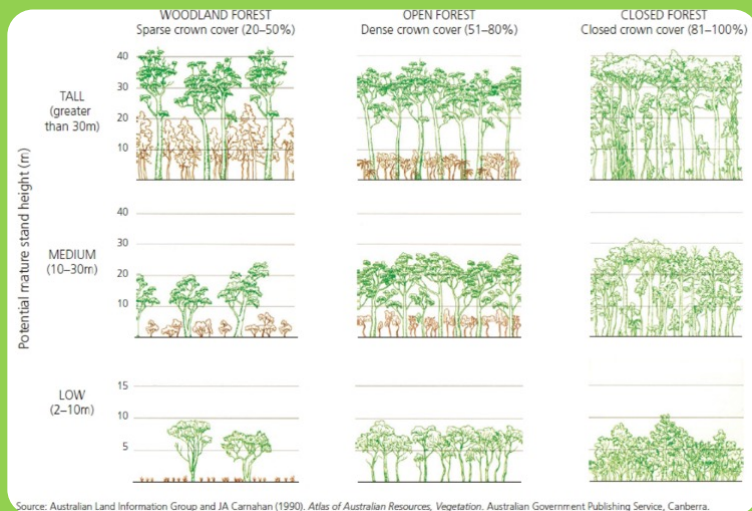 WOODLAND FOREST
Sparse crown cover (20–50%)
OPEN FOREST
Dense crown cover (51–80%)
CLOSED FOREST
Closed crown cover (81–100%)
Potential mature stand height (m)
TALL
(greater
than 30m)
40
30
20
10
MEDIUM
(10–30m)
40
30
20
10
LOW
(2–10m)
15
10
5
Source: Australian Land Information Group and JA Carnahan (1990). Atlas of Australian Resources, Vegetation. Australian Government Publishing Service, Canberra.